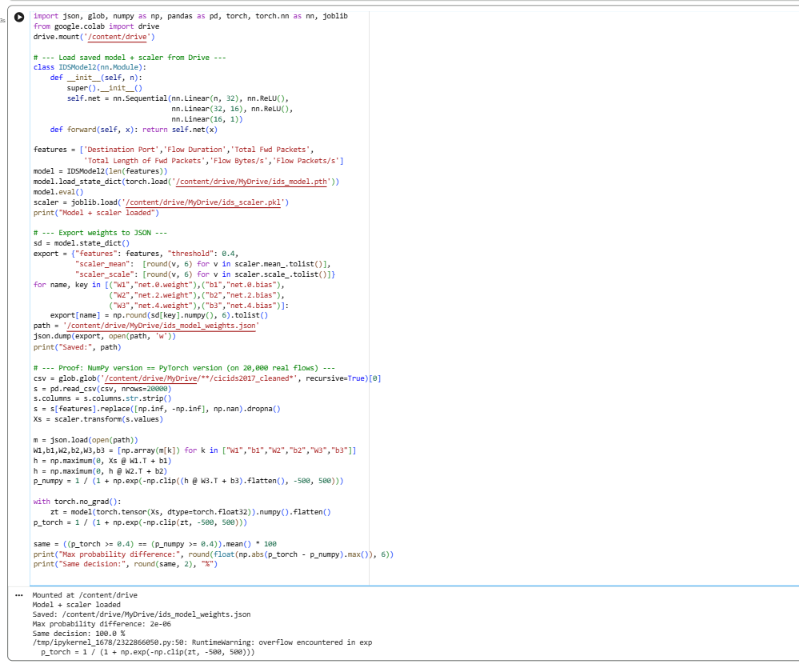 import json, glob, numpy as np, pandas as pd, torch, torch.nn as nn, joblib
from google.colab import drive
drive.mount('/content/drive')

# --- Load saved model + scaler from Drive ---
class IDSModel2(nn.Module):
    def __init__(self, n):
        super().__init__()
        self.net = nn.Sequential(nn.Linear(n, 32), nn.ReLU(),
                                 nn.Linear(32, 16), nn.ReLU(),
                                 nn.Linear(16, 1))
    def forward(self, x): return self.net(x)

features = ['Destination Port','Flow Duration','Total Fwd Packets',
            'Total Length of Fwd Packets','Flow Bytes/s','Flow Packets/s']
model = IDSModel2(len(features))
model.load_state_dict(torch.load('/content/drive/MyDrive/ids_model.pth'))
model.eval()
scaler = joblib.load('/content/drive/MyDrive/ids_scaler.pkl')
print("Model + scaler loaded")

# --- Export weights to JSON ---
sd = model.state_dict()
export = {"features": features, "threshold": 0.4,
          "scaler_mean":  [round(v, 6) for v in scaler.mean_.tolist()],
          "scaler_scale": [round(v, 6) for v in scaler.scale_.tolist()]}
for name, key in [("W1","net.0.weight"),("b1","net.0.bias"),
                  ("W2","net.2.weight"),("b2","net.2.bias"),
                  ("W3","net.4.weight"),("b3","net.4.bias")]:
    export[name] = np.round(sd[key].numpy(), 6).tolist()
path = '/content/drive/MyDrive/ids_model_weights.json'
json.dump(export, open(path, 'w'))
print("Saved:", path)

# --- Proof: NumPy version == PyTorch version (on 20,000 real flows) ---
csv = glob.glob('/content/drive/MyDrive/**/cicids2017_cleaned*', recursive=True)[0]
s = pd.read_csv(csv, nrows=20000)
s.columns = s.columns.str.strip()
s = s[features].replace([np.inf, -np.inf], np.nan).dropna()
Xs = scaler.transform(s.values)

m = json.load(open(path))
W1,b1,W2,b2,W3,b3 = [np.array(m[k]) for k in ["W1","b1","W2","b2","W3","b3"]]
h = np.maximum(0, Xs @ W1.T + b1)
h = np.maximum(0, h @ W2.T + b2)
p_numpy = 1 / (1 + np.exp(-np.clip((h @ W3.T + b3).flatten(), -500, 500)))

with torch.no_grad():
    zt = model(torch.tensor(Xs, dtype=torch.float32)).numpy().flatten()
p_torch = 1 / (1 + np.exp(-np.clip(zt, -500, 500)))

same = ((p_torch >= 0.4) == (p_numpy >= 0.4)).mean() * 100
print("Max probability difference:", round(float(np.abs(p_torch - p_numpy).max()), 6))
print("Same decision:", round(same, 2), "%")

Mounted at /content/drive
Model + scaler loaded
Saved: /content/drive/MyDrive/ids_model_weights.json
Max probability difference: 2e-06
Same decision: 100.0 %
/tmp/ipykernel_1678/2322866050.py:50: RuntimeWarning: overflow encountered in exp
  p_torch = 1 / (1 + np.exp(-np.clip(zt, -500, 500)))